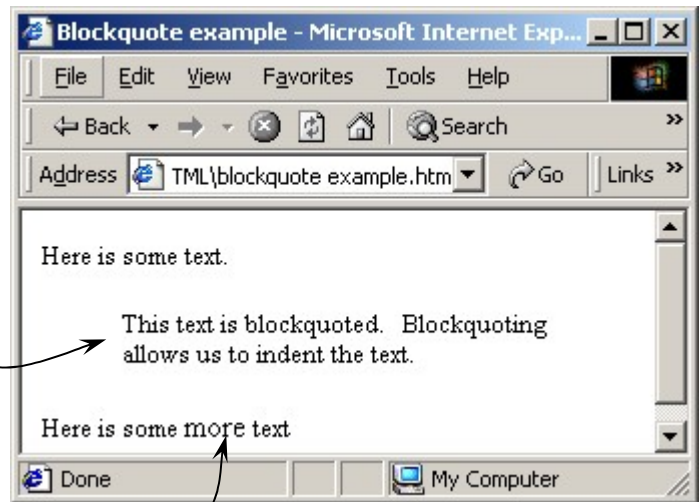 Blockquote example - Microsoft Internet Exp...
File Edit View Favorites Tools Help
Back Search »
Address TML\blockquote example.htm Go Links »
Here is some text.
This text is blockquoted. Blockquoting
allows us to indent the text.
Here is some more text
Done My Computer